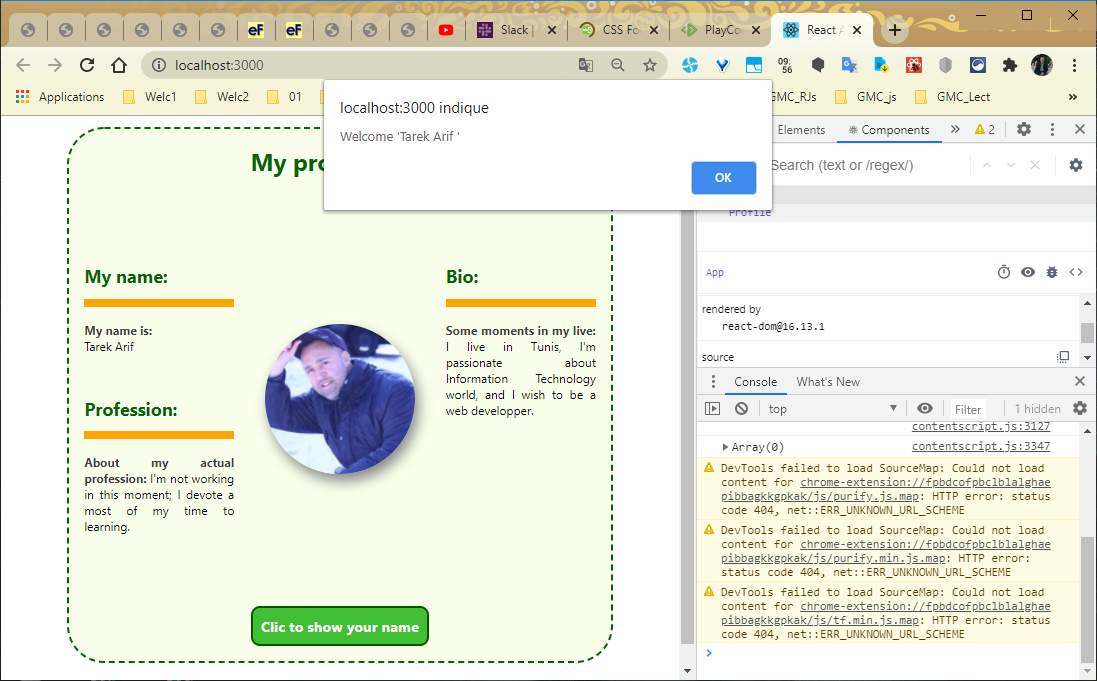 eF
eF
Slack |
CSS Fo
PlayCo
React A
localhost:3000
09:
56
Applications
Welc1
Welc2
01
GMC_RJs
GMC_js
GMC_Lect
»
localhost:3000 indique
Welcome 'Tarek Arif '
OK
My pro
My name:
My name is:
Tarek Arif
Profession:
About my actual
profession: I'm not working
in this moment; I devote a
most of my time to
learning.
Bio:
Some moments in my live:
I live in Tunis, I'm
passionate about
Information Technology
world, and I wish to be a
web developper.
Clic to show your name
Elements
Components
»
2
Search (text or /regex/)
Profile
App
rendered by
react-dom@16.13.1
source
Console
What's New
top
Filter
1 hidden
contentscript.js:3127
Array(0)
contentscript.js:3347
DevTools failed to load SourceMap: Could not load
content for chrome-extension://fpbdcofpbclblalghae
pibbagkkgpkak/js/purify.js.map: HTTP error: status
code 404, net::ERR_UNKNOWN_URL_SCHEME
DevTools failed to load SourceMap: Could not load
content for chrome-extension://fpbdcofpbclblalghae
pibbagkkgpkak/js/purify.min.js.map: HTTP error:
status code 404, net::ERR_UNKNOWN_URL_SCHEME
DevTools failed to load SourceMap: Could not load
content for chrome-extension://fpbdcofpbclblalghae
pibbagkkgpkak/js/tf.min.js.map: HTTP error: status
code 404, net::ERR_UNKNOWN_URL_SCHEME